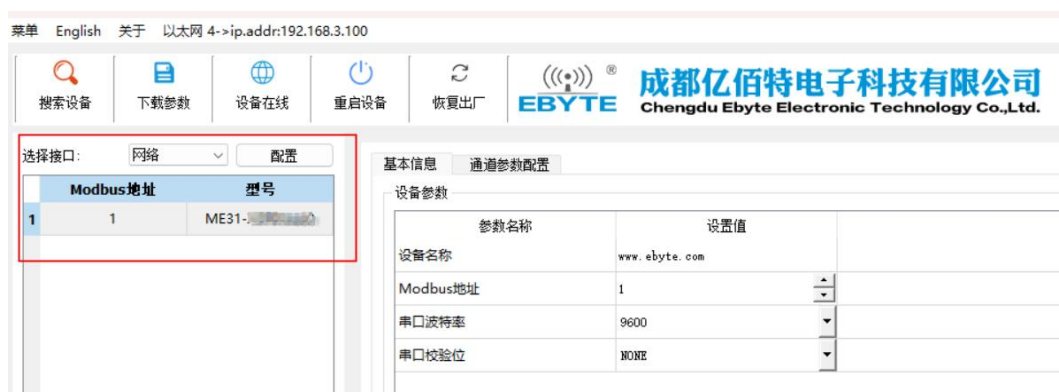 菜单 English 关于 以太网 4->ip.addr:192.168.3.100
搜索设备 下载参数 设备在线 重启设备 恢复出厂
EBYTE ®
成都亿佰特电子科技有限公司
Chengdu Ebyte Electronic Technology Co.,Ltd.
选择接口: 网络 配置
Modbus地址 型号
1 1 ME31-
基本信息 通道参数配置
设备参数
参数名称 设置值
设备名称 www.ebyte.com
Modbus地址 1
串口波特率 9600
串口校验位 NONE